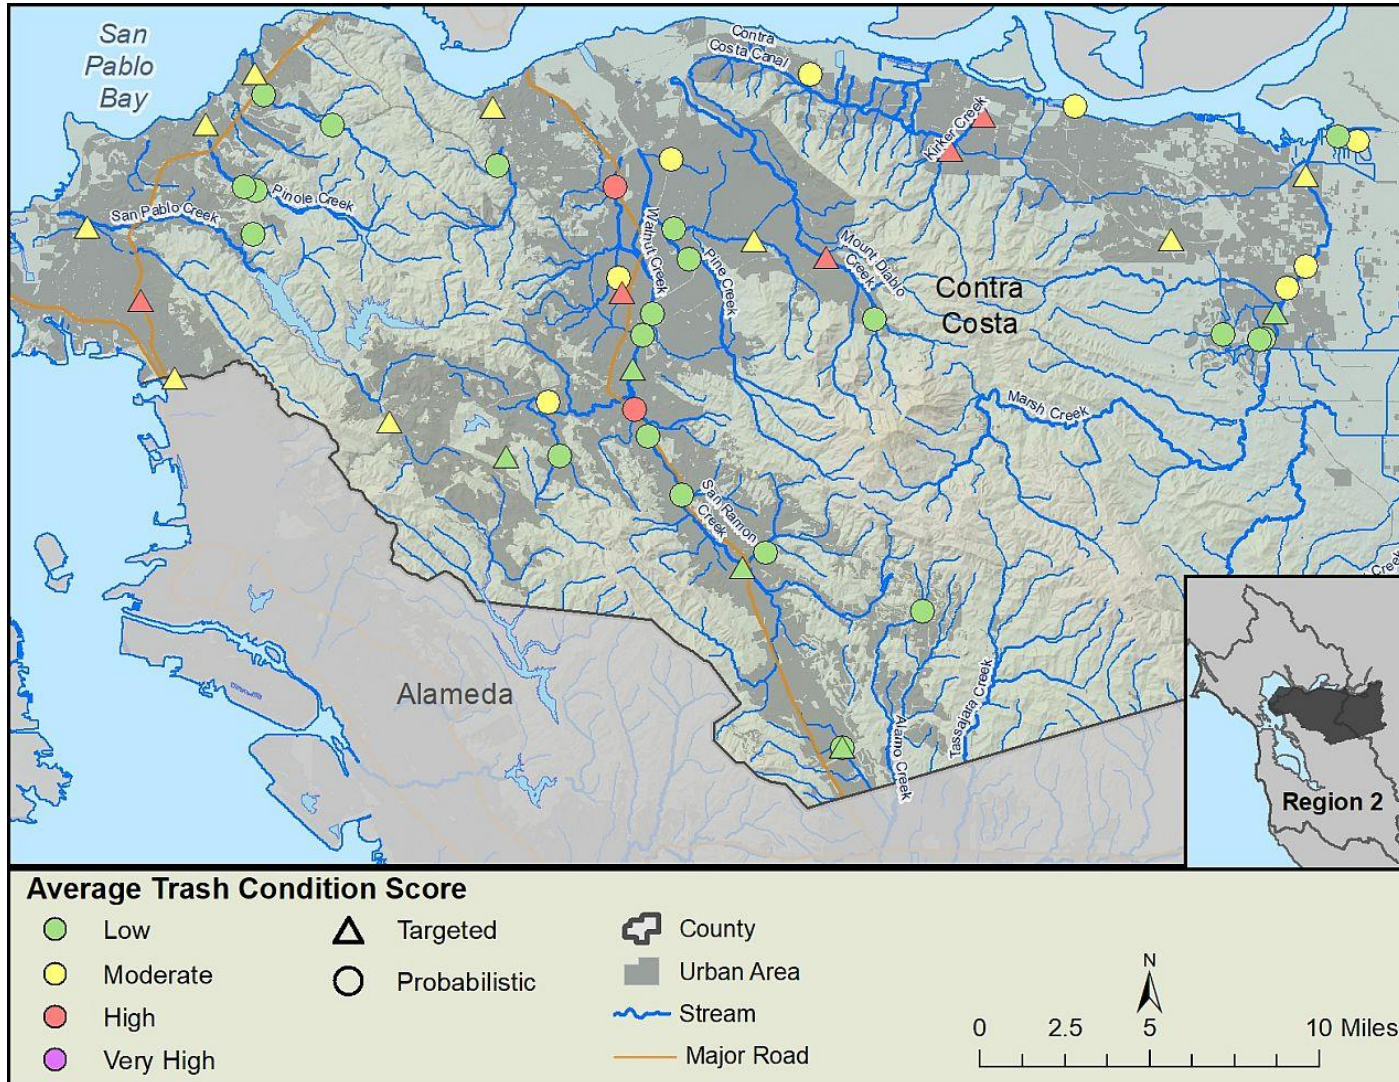 San
Pablo
Bay
Contra
Costa Canal
Kirker Creek
Pinole Creek
San Pablo Creek
Walnut Creek
Pine Creek
Mount Diablo
Creek
Contra
Costa
Marsh Creek
San Ramon
Creek
Alameda
Alamo Creek
Tassajara Creek
Creek
Region 2
Average Trash Condition Score
Low
Moderate
High
Very High
Targeted
Probabilistic
County
Urban Area
Stream
Major Road
N
0 2.5 5 10 Miles